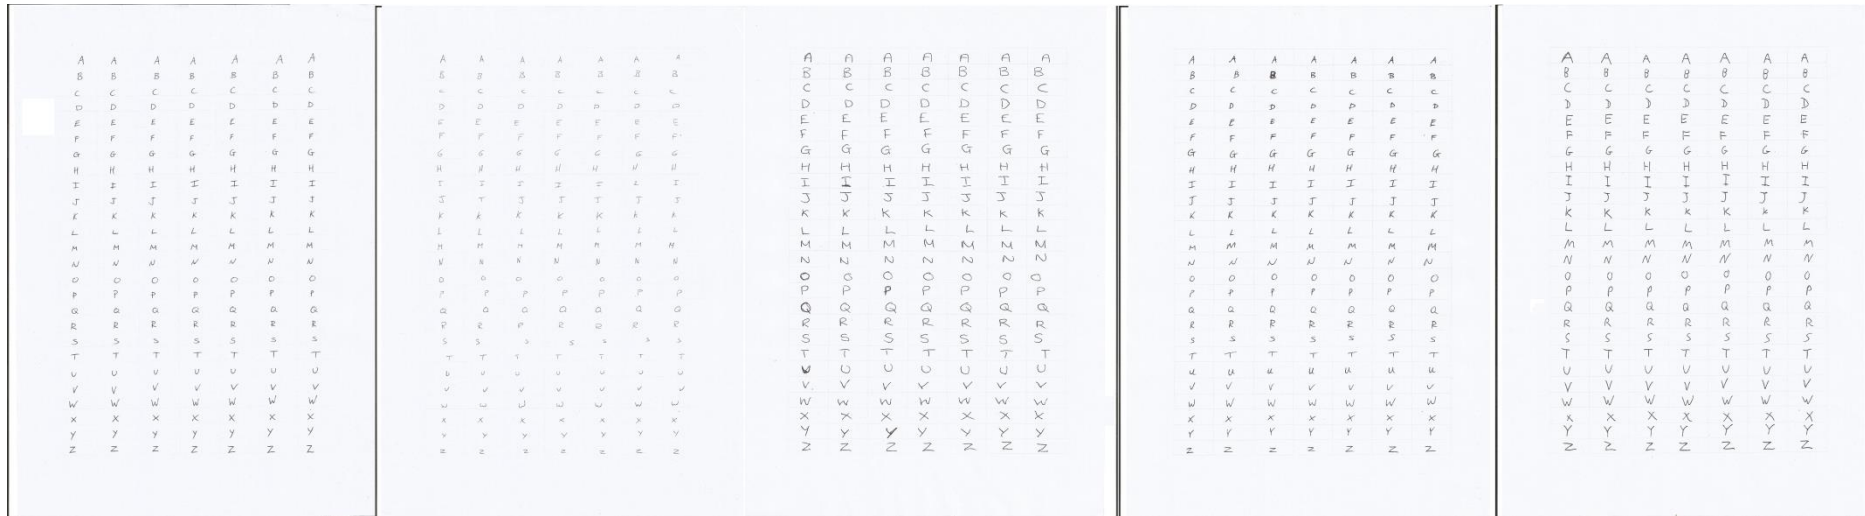 A A A A A A A
B B B B B B B
C C C C C C C
D D D D D D D
E E E E E E E
F F F F F F F
G G G G G G G
H H H H H H H
I I I I I I I
J J J J J J J
K K K K K K K
L L L L L L L
M M M M M M M
N N N N N N N
O O O O O O O
P P P P P P P
Q Q Q Q Q Q Q
R R R R R R R
S S S S S S S
T T T T T T T
U U U U U U U
V V V V V V V
W W W W W W W
X X X X X X X
Y Y Y Y Y Y Y
Z Z Z Z Z Z Z
A A A A A A A
B B B B B B B
C C C C C C C
D D D D D D D
E E E E E E E
F F F F F F F
G G G G G G G
H H H H H H H
I I I I I I I
J J J J J J J
K K K K K K K
L L L L L L L
M M M M M M M
N N N N N N N
O O O O O O O
P P P P P P P
Q Q Q Q Q Q Q
R R R R R R R
S S S S S S S
T T T T T T T
U U U U U U U
V V V V V V V
W W W W W W W
X X X X X X X
Y Y Y Y Y Y Y
Z Z Z Z Z Z Z
A A A A A A A
B B B B B B B
C C C C C C C
D D D D D D D
E E E E E E E
F F F F F F F
G G G G G G G
H H H H H H H
I I I I I I I
J J J J J J J
K K K K K K K
L L L L L L L
M M M M M M M
N N N N N N N
O O O O O O O
P P P P P P P
Q Q Q Q Q Q Q
R R R R R R R
S S S S S S S
T T T T T T T
U U U U U U U
V V V V V V V
W W W W W W W
X X X X X X X
Y Y Y Y Y Y Y
Z Z Z Z Z Z Z
A A A A A A A
B B B B B B B
C C C C C C C
D D D D D D D
E E E E E E E
F F F F F F F
G G G G G G G
H H H H H H H
I I I I I I I
J J J J J J J
K K K K K K K
L L L L L L L
M M M M M M M
N N N N N N N
O O O O O O O
P P P P P P P
Q Q Q Q Q Q Q
R R R R R R R
S S S S S S S
T T T T T T T
U U U U U U U
V V V V V V V
W W W W W W W
X X X X X X X
Y Y Y Y Y Y Y
Z Z Z Z Z Z Z
A A A A A A A
B B B B B B B
C C C C C C C
D D D D D D D
E E E E E E E
F F F F F F F
G G G G G G G
H H H H H H H
I I I I I I I
J J J J J J J
K K K K K K K
L L L L L L L
M M M M M M M
N N N N N N N
O O O O O O O
P P P P P P P
Q Q Q Q Q Q Q
R R R R R R R
S S S S S S S
T T T T T T T
U U U U U U U
V V V V V V V
W W W W W W W
X X X X X X X
Y Y Y Y Y Y Y
Z Z Z Z Z Z Z